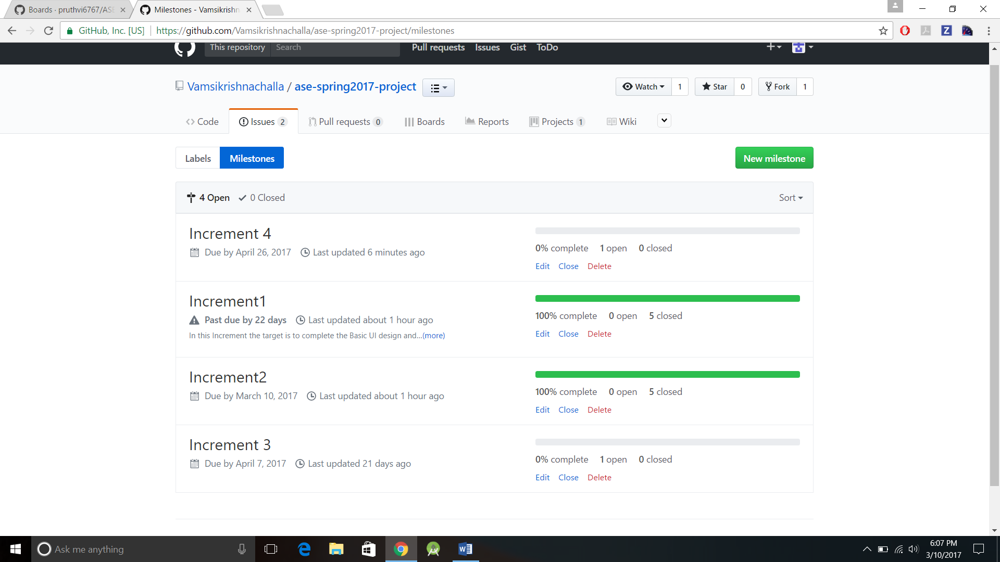 Boards · pruthvi6767/ASE
Milestones - Vamsikrishn
GitHub, Inc. [US]
https://github.com/Vamsikrishnachalla/ase-spring2017-project/milestones
This repository Search Pull requests Issues Gist ToDo
Vamsikrishnachalla / ase-spring2017-project
Watch 1 Star 0 Fork 1
Code Issues 2 Pull requests 0 Boards Reports Projects 1 Wiki
Labels Milestones New milestone
4 Open 0 Closed Sort
Increment 4
Due by April 26, 2017 Last updated 6 minutes ago
0% complete 1 open 0 closed
Edit Close Delete
Increment1
Past due by 22 days Last updated about 1 hour ago
In this Increment the target is to complete the Basic UI design and...(more)
100% complete 0 open 5 closed
Edit Close Delete
Increment2
Due by March 10, 2017 Last updated about 1 hour ago
100% complete 0 open 5 closed
Edit Close Delete
Increment 3
Due by April 7, 2017 Last updated 21 days ago
0% complete 1 open 0 closed
Edit Close Delete
Ask me anything
6:07 PM
3/10/2017